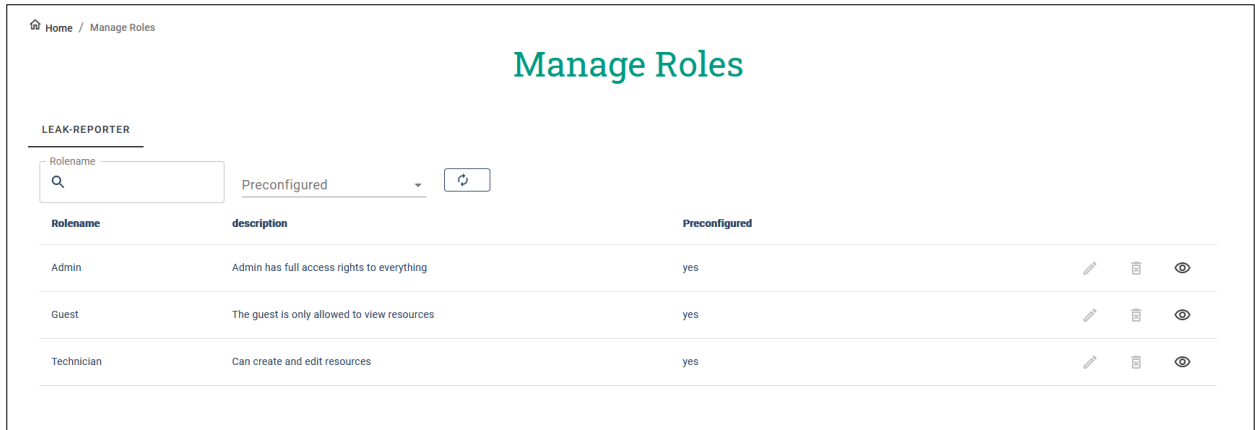 Home / Manage Roles
Manage Roles
LEAK-REPORTER
Rolename
Preconfigured
Rolename description Preconfigured
Admin Admin has full access rights to everything yes
Guest The guest is only allowed to view resources yes
Technician Can create and edit resources yes